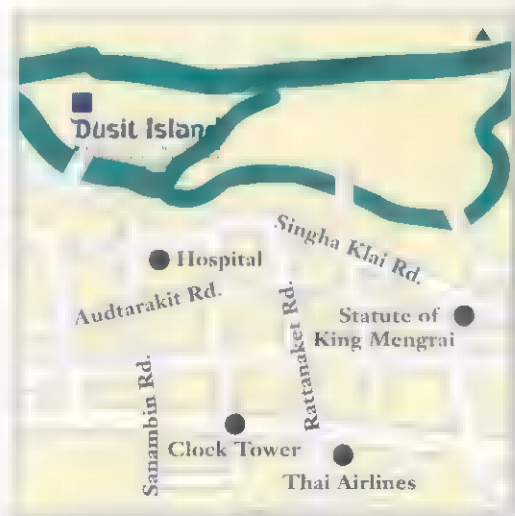 Dusit Island
Singha Klai Rd.
Hospital
Audtarakit Rd.
Rattanaket Rd.
Statute of
King Mengrai
Sanambin Rd.
Clock Tower
Thai Airlines